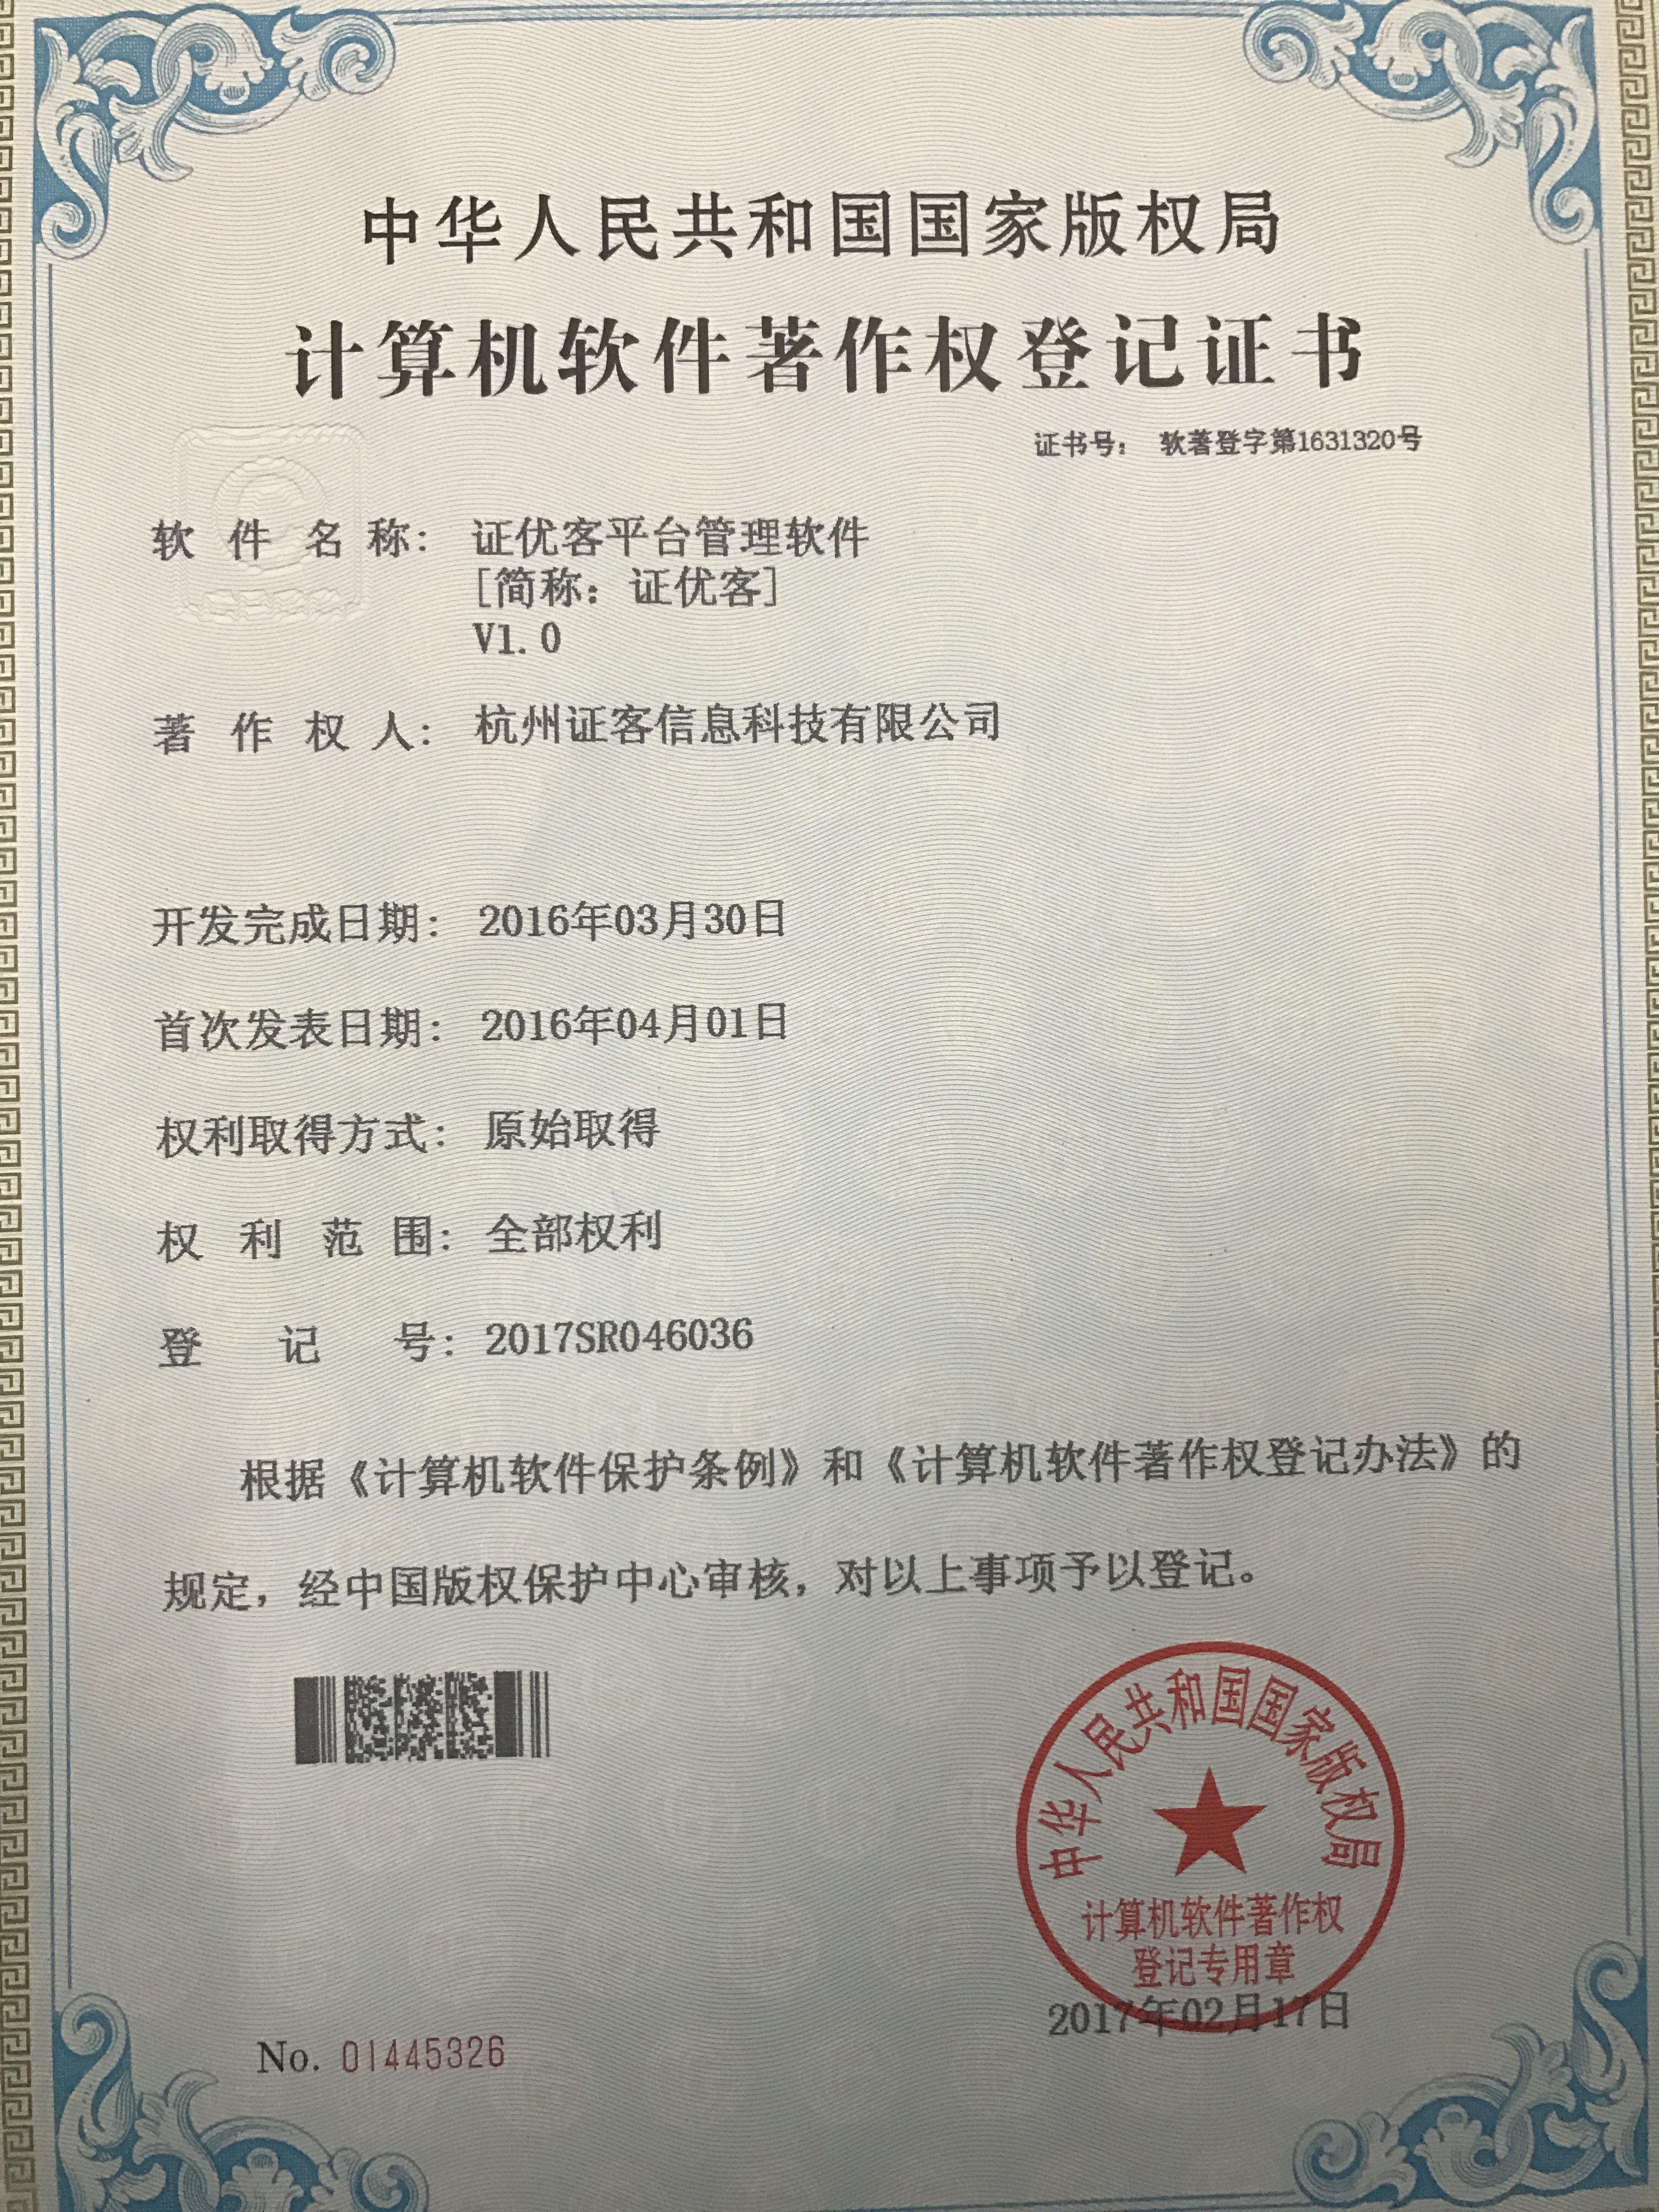 中华人民共和国国家版权局
计算机软件著作权登记证书
证书号： 软著登字第1631320号
软件名称： 证优客平台管理软件
[简称：证优客]
V1.0
著作权人： 杭州证客信息科技有限公司
开发完成日期： 2016年03月30日
首次发表日期： 2016年04月01日
权利取得方式： 原始取得
权利范围： 全部权利
登记号： 2017SR046036
根据《计算机软件保护条例》和《计算机软件著作权登记办法》的
规定，经中国版权保护中心审核，对以上事项予以登记。
中华人民共和国国家版权局
计算机软件著作权
登记专用章
2017年02月17日
No. 01445326